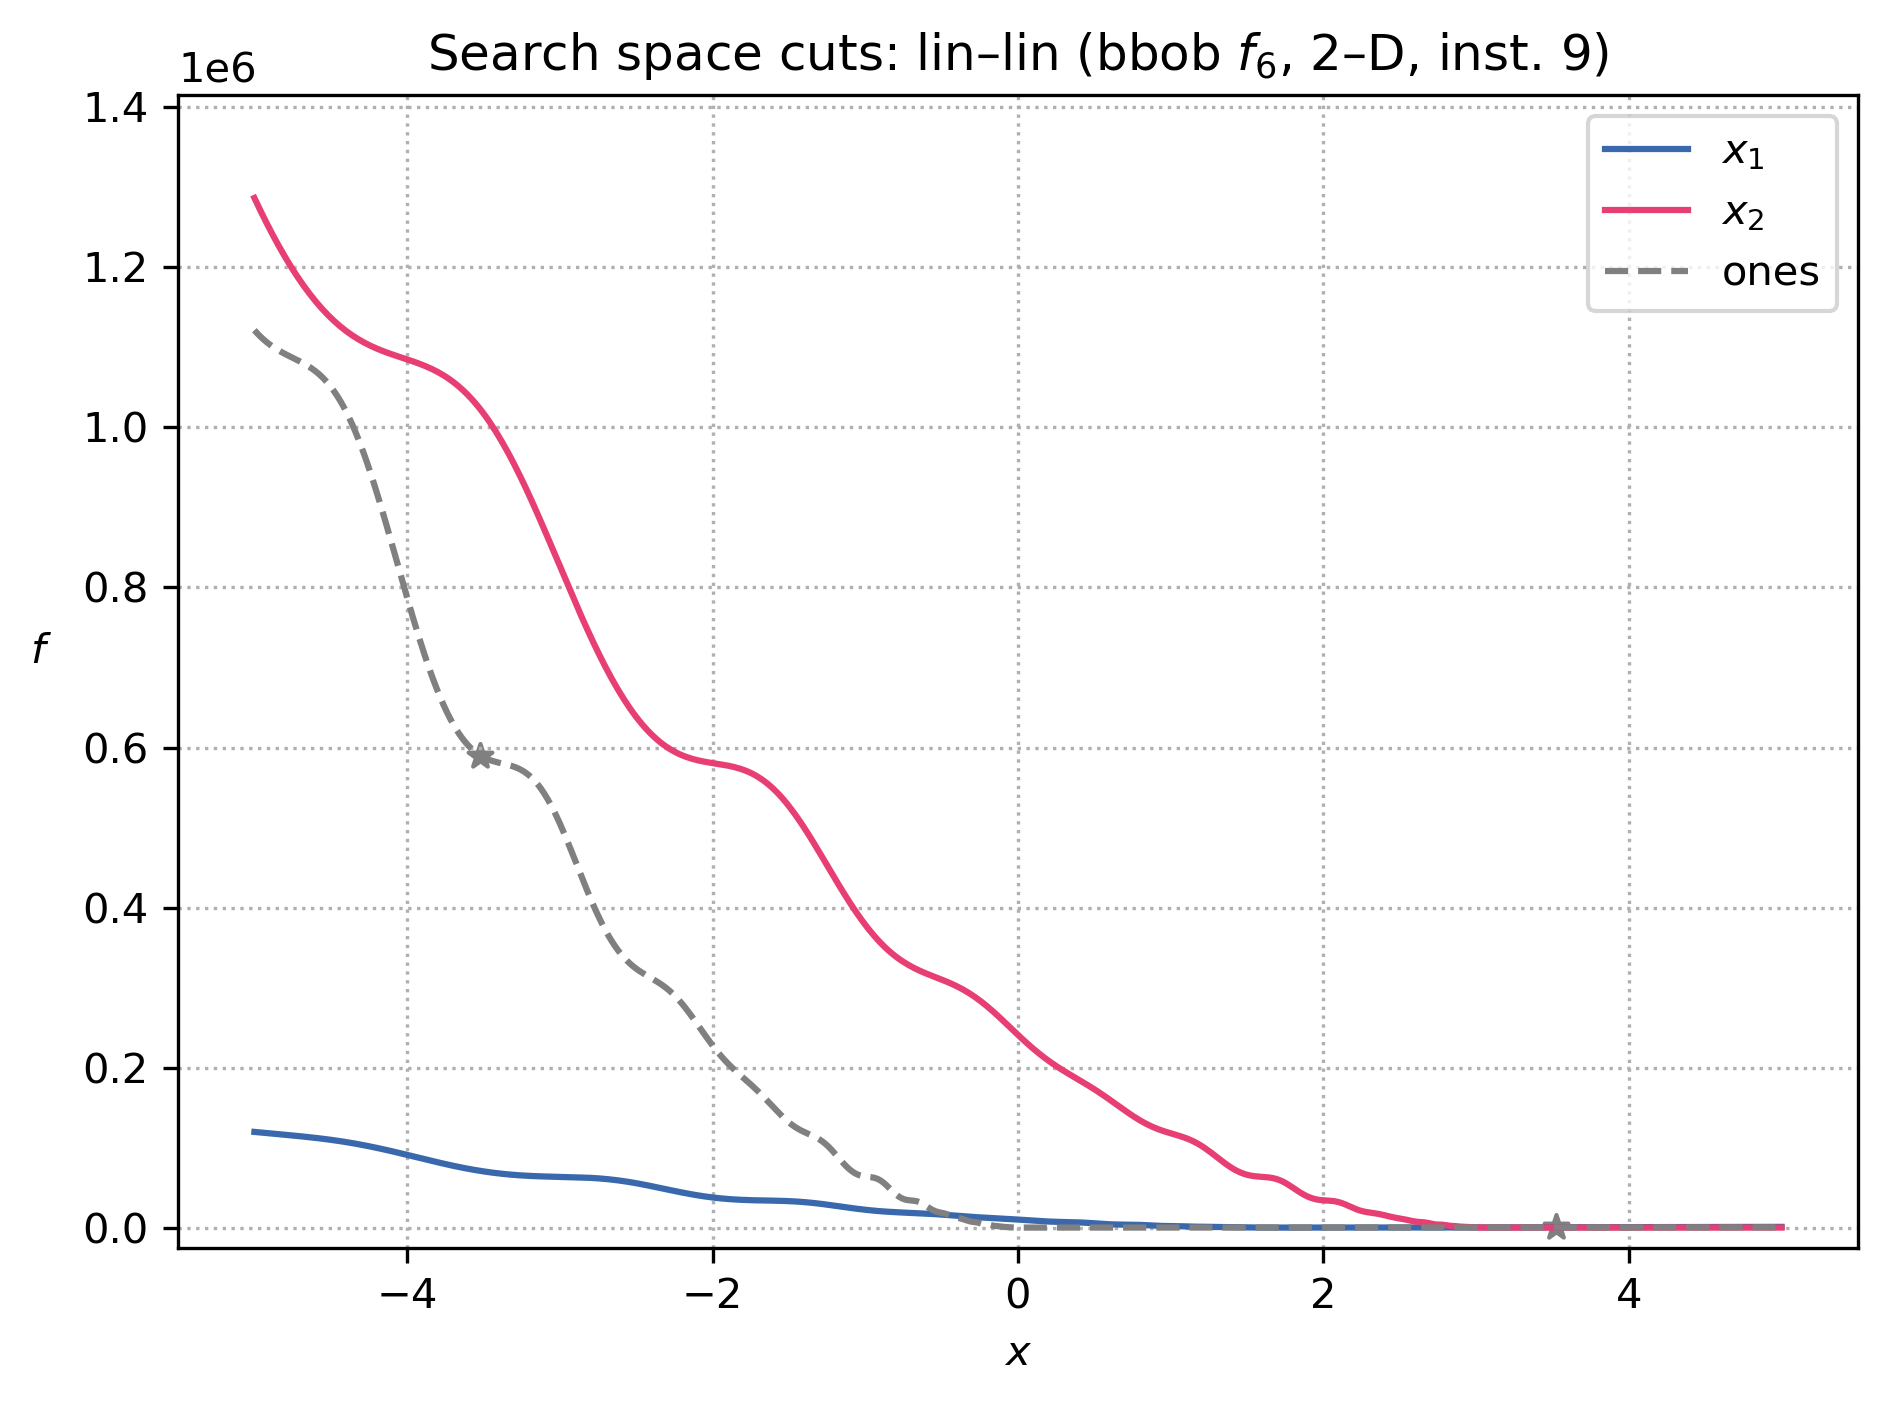 Search space cuts: lin–lin (bbob f₆, 2–D, inst. 9)
1e6
1.4
1.2
1.0
0.8
0.6
0.4
0.2
0.0
f
x₁
x₂
ones
−4
−2
0
2
4
x